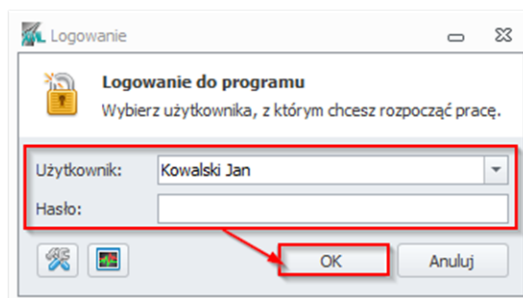 Logowanie
Logowanie do programu
Wybierz użytkownika, z którym chcesz rozpocząć pracę.
Użytkownik: Kowalski Jan
Hasło:
OK Anuluj